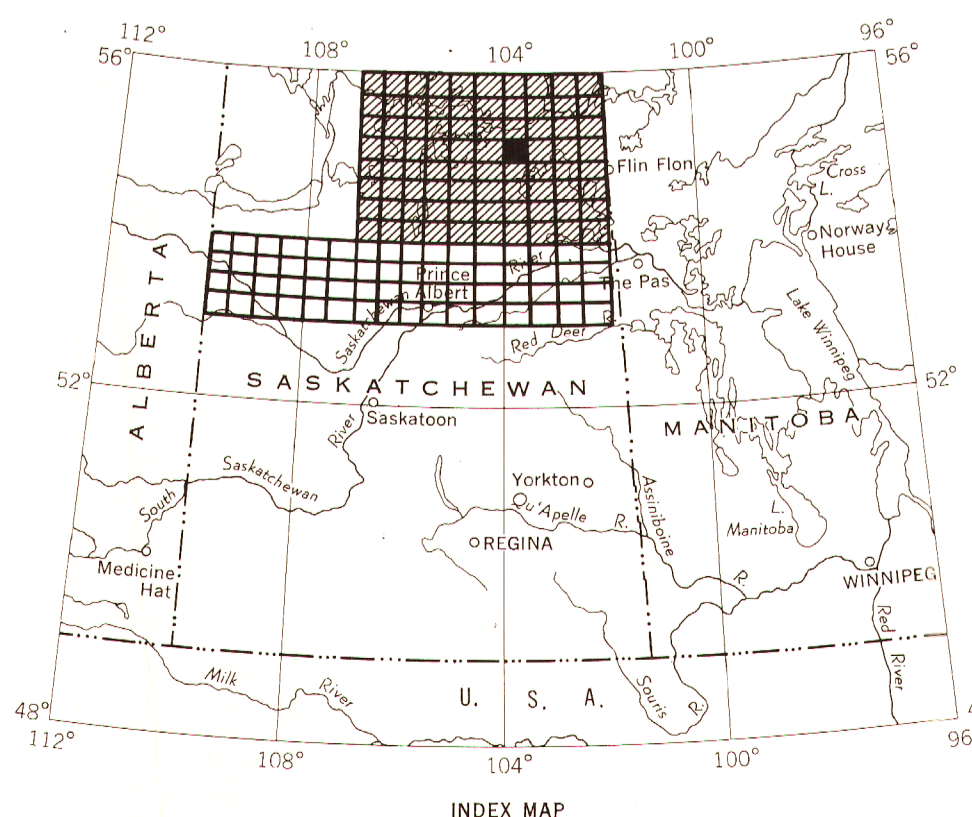 112°
108°
104°
100°
96°
56°
56°
Flin Flon
Cross
L.
Norway
House
Prince
Albert
River
The Pas
Saskatchewan
Red Deer R.
Lake Winnipeg
ALBERTA
52°
SASKATCHEWAN
52°
MANITOBA
Saskatoon
River
Saskatchewan
South
Yorkton
Qu'Apelle R.
Assiniboine
R.
L.
Manitoba
REGINA
Medicine
Hat
WINNIPEG
Red
River
Milk
River
U. S. A.
Souris
R.
48°
112°
108°
104°
100°
96
INDEX MAP